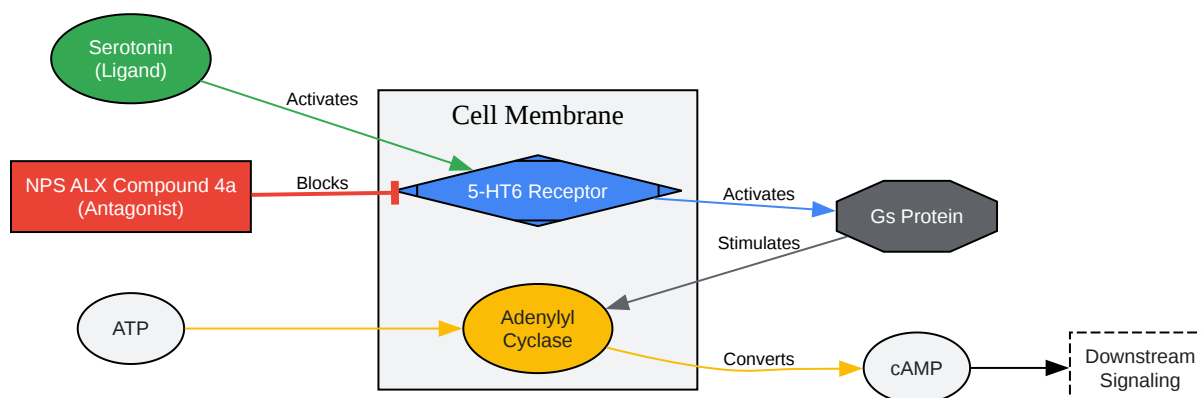 Serotonin
(Ligand)
Activates
Cell Membrane
NPS ALX Compound 4a
(Antagonist)
Blocks
5-HT6 Receptor
Activates
Gs Protein
Stimulates
ATP
Adenylyl
Cyclase
Converts
cAMP
Downstream
Signaling